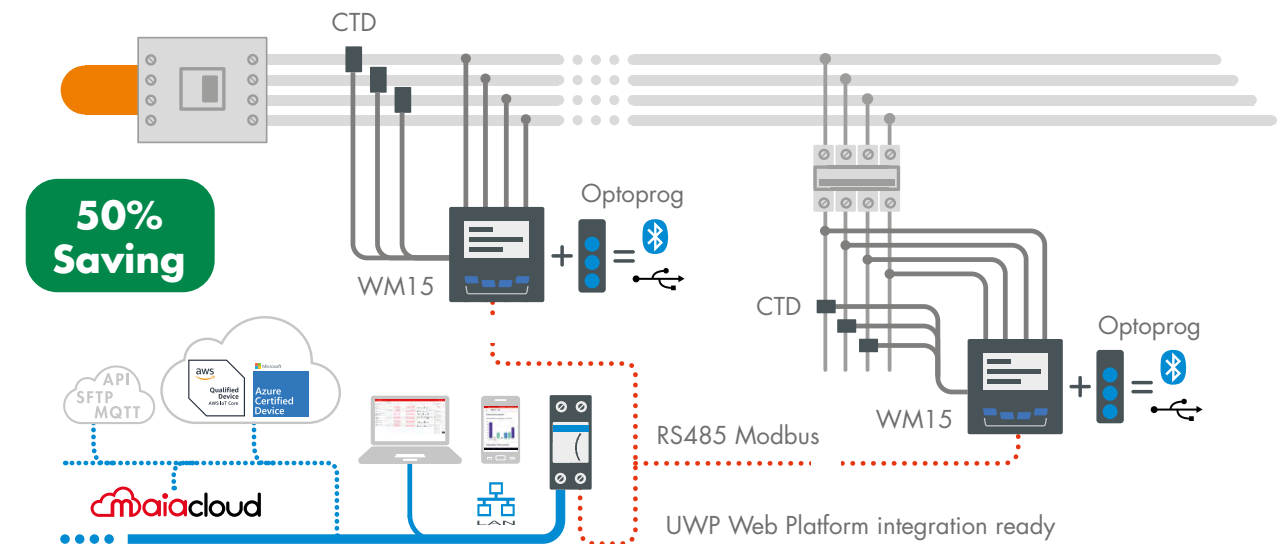 CTD
50%
Saving
Optoprog
WM15
CTD
Optoprog
WM15
API
SFTP
MQTT
aws
Qualified
Device
AWS IoT Core
Microsoft
Azure
Certified
Device
RS485 Modbus
maiacloud
LAN
UWP Web Platform integration ready